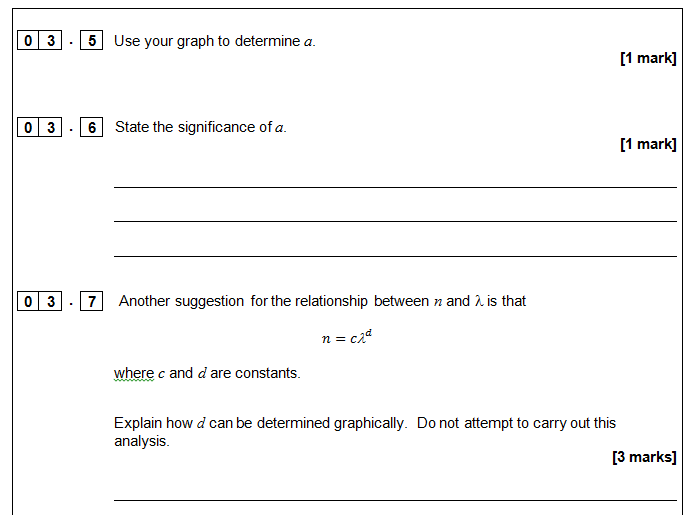 0 3 . 5 Use your graph to determine a.
[1 mark]
0 3 . 6 State the significance of a.
[1 mark]
0 3 . 7 Another suggestion for the relationship between n and λ is that
n = cλ^d
where c and d are constants.
Explain how d can be determined graphically. Do not attempt to carry out this
analysis.
[3 marks]